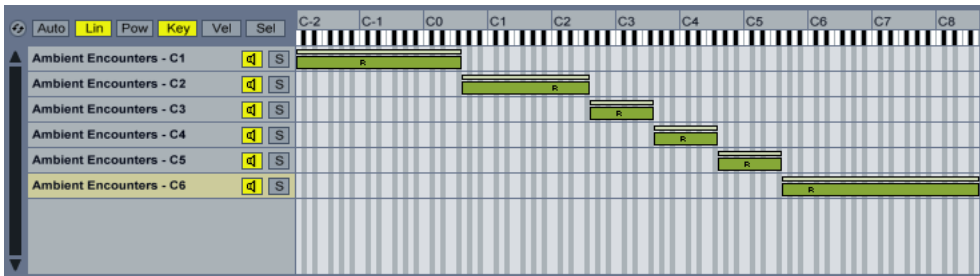 Auto Lin Pow Key Vel Sel C-2 C-1 C0 C1 C2 C3 C4 C5 C6 C7 C8
Ambient Encounters - C1 S
R
Ambient Encounters - C2 S
R
Ambient Encounters - C3 S
R
Ambient Encounters - C4 S
R
Ambient Encounters - C5 S
R
Ambient Encounters - C6 S
R